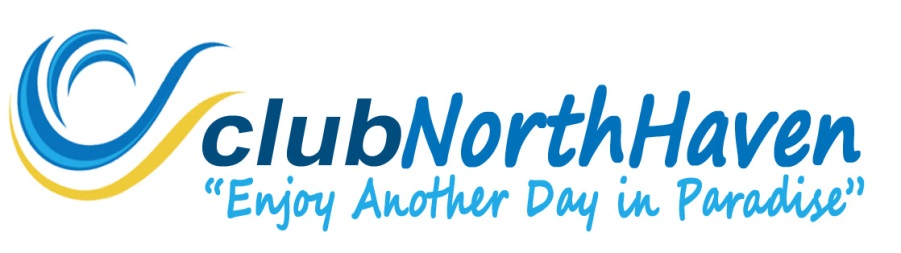 clubNorthHaven
“Enjoy Another Day in Paradise”